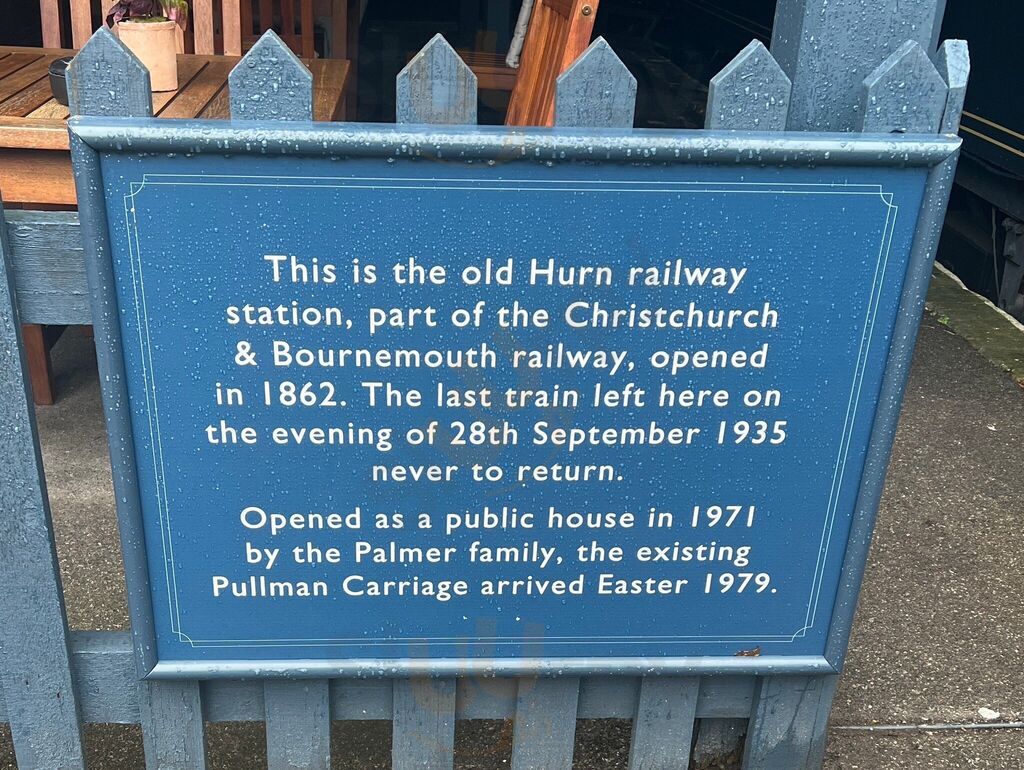 This is the old Hurn railway
station, part of the Christchurch
& Bournemouth railway, opened
in 1862. The last train left here on
the evening of 28th September 1935
never to return.
Opened as a public house in 1971
by the Palmer family, the existing
Pullman Carriage arrived Easter 1979.